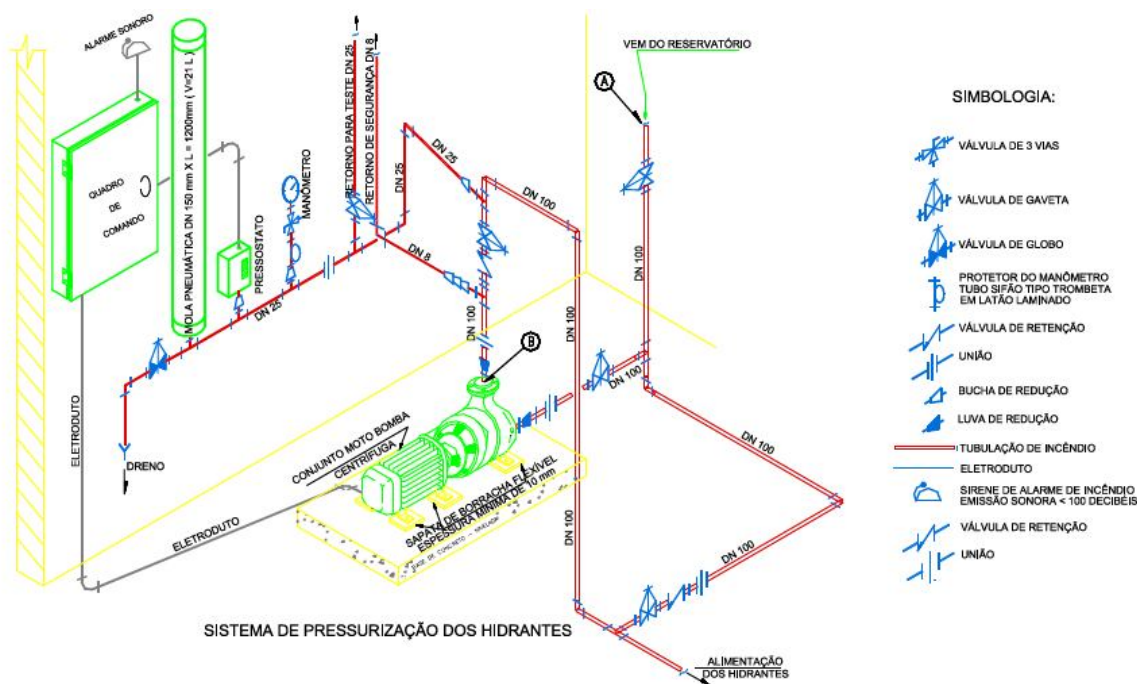 ALARME SONORO
MOLA PNEUMÁTICA DN 150 mm X L = 1200mm ( V=21 L )
QUADRO
DE
COMANDO
PRESSOSTATO
MANÔMETRO
RETORNO PARA TESTE DN 25
RETORNO DE SEGURANÇA DN 8
DN 25
DN 25
DN 25
DN 8
DN 100
DN 100
DN 100
DN 100
A
VEM DO RESERVATÓRIO
DN 100
DN 100
DN 100
DN 100
B
DRENO
ELETRODUTO
ELETRODUTO
CONJUNTO MOTO BOMBA
CENTRÍFUGA
SAPATA DE BORRACHA FLEXÍVEL
ESPESSURA MINIMA DE 10 mm
BASE DE CONCRETO - NIVELADA
SISTEMA DE PRESSURIZAÇÃO DOS HIDRANTES
ALIMENTAÇÃO
DOS HIDRANTES
SIMBOLOGIA:
VÁLVULA DE 3 VIAS
VÁLVULA DE GAVETA
VÁLVULA DE GLOBO
PROTETOR DO MANÔMETRO
TUBO SIFÃO TIPO TROMBETA
EM LATÃO LAMINADO
VÁLVULA DE RETENÇÃO
UNIÃO
BUCHA DE REDUÇÃO
LUVA DE REDUÇÃO
TUBULAÇÃO DE INCÊNDIO
ELETRODUTO
SIRENE DE ALARME DE INCÊNDIO
EMISSÃO SONORA < 100 DECIBÉIS
VÁLVULA DE RETENÇÃO
UNIÃO